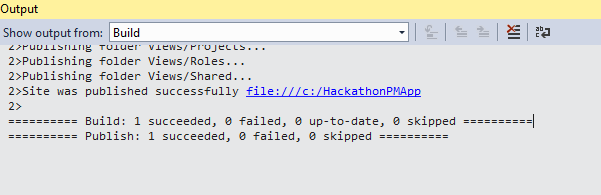 Output
Show output from: Build
2>Publishing folder Views/Projects...
2>Publishing folder Views/Roles...
2>Publishing folder Views/Shared...
2>Site was published successfully file:///c:/HackathonPMApp
2>
========== Build: 1 succeeded, 0 failed, 0 up-to-date, 0 skipped ==========
========== Publish: 1 succeeded, 0 failed, 0 skipped ==========